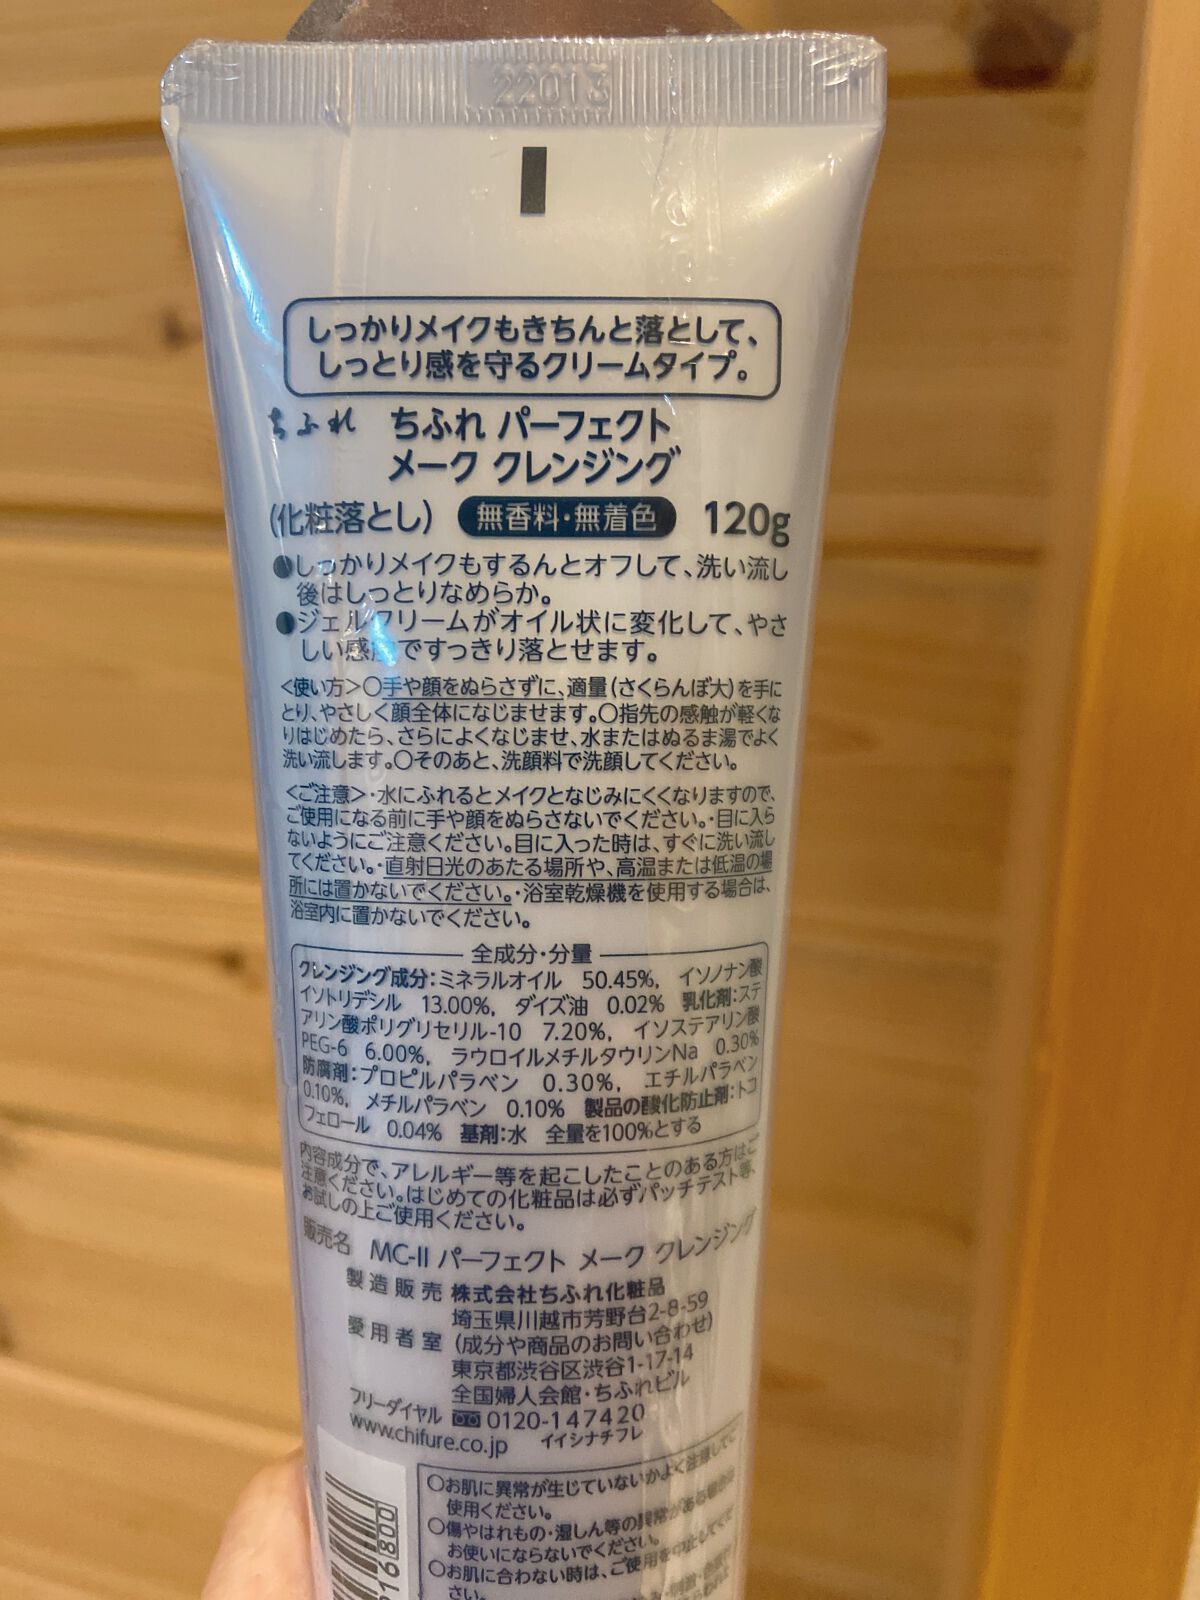 22013
しっかりメイクもきちんと落として、
しっとり感を守るクリームタイプ。
ちふれ ちふれ パーフェクト
メーク クレンジング
(化粧落とし) 無香料・無着色 120g
●しっかりメイクもするんとオフして、洗い流し
後はしっとりなめらか。
●ジェルクリームがオイル状に変化して、やさ
しい感 ですっきり落とせます。
<使い方>○手や顔をぬらさずに、適量(さくらんぼ大)を手に
とり、やさしく顔全体になじませます。○指先の感触が軽くな
りはじめたら、さらによくなじませ、水またはぬるま湯でよく
洗い流します。○そのあと、洗顔料で洗顔してください。
<ご注意>・水にふれるとメイクとなじみにくくなりますので、
ご使用になる前に手や顔をぬらさないでください。・目に入ら
ないようにご注意ください。目に入った時は、すぐに洗い流し
てください。・直射日光のあたる場所や、高温または低温の場
所には置かないでください。・浴室乾燥機を使用する場合は、
浴室内に置かないでください。
全成分・分量
クレンジング成分:ミネラルオイル 50.45%, イソノナン酸
イソトリデシル 13.00%, ダイズ油 0.02% 乳化剤:ステ
アリン酸ポリグリセリル-10 7.20%, イソステアリン酸
PEG-6 6.00%, ラウロイルメチルタウリンNa 0.30%
防腐剤:プロピルパラベン 0.30%, エチルパラベン
0.10%, メチルパラベン 0.10% 製品の酸化防止剤:トコ
フェロール 0.04% 基剤:水 全量を100%とする
内容成分で、アレルギー等を起こしたことのある方はご
注意ください。はじめての化粧品は必ずパッチテスト等、
お試しの上ご使用ください。
販売名 MC-II パーフェクト メーク クレンジング
製造販売 株式会社ちふれ化粧品
埼玉県川越市芳野台2-8-59
愛用者室 (成分や商品のお問い合わせ)
東京都渋谷区渋谷1-17-14
全国婦人会館・ちふれビル
フリーダイヤル 0120-147420
www.chifure.co.jp イイシナチフレ
○お肌に異常が生じていないかよく注意して
使用ください。
○傷やはれもの・湿しん等の異常がある
お使いにならないでください。
○お肌に合わない時は、ご使用を中止してくだ
さい。
16800